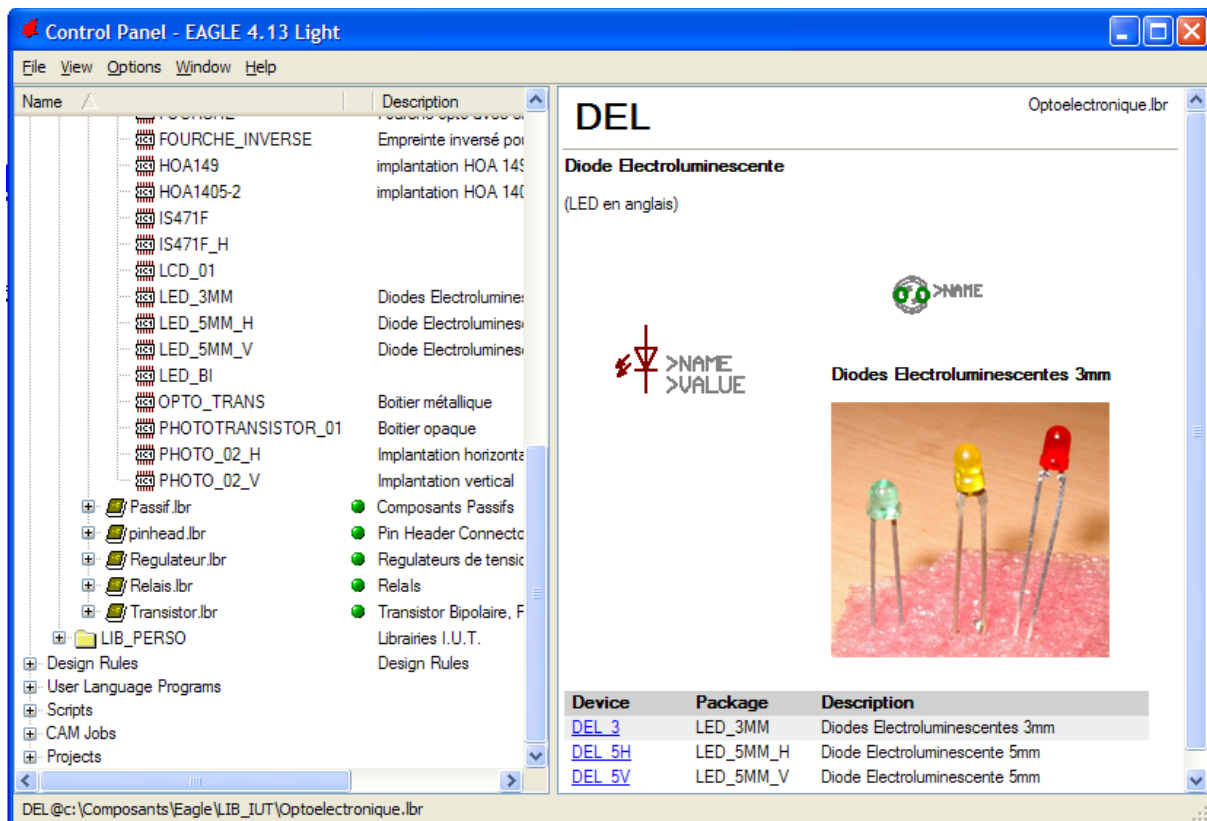 Control Panel - EAGLE 4.13 Light
File View Options Window Help
Name Description
FOURCHE_INVERSE Empreinte inversé pou
HOA149 implantation HOA 149
HOA1405-2 implantation HOA 140
IS471F
IS471F_H
LCD_01
LED_3MM Diodes Electrolumines
LED_5MM_H Diode Electrolumines
LED_5MM_V Diode Electrolumines
LED_BI
OPTO_TRANS Boitier métallique
PHOTOTRANSISTOR_01 Boitier opaque
PHOTO_02_H Implantation horizonta
PHOTO_02_V Implantation vertical
Passif.lbr Composants Passifs
pinhead.lbr Pin Header Connecto
Regulateur.lbr Regulateurs de tensio
Relais.lbr Relals
Transistor.lbr Transistor Bipolaire, F
LIB_PERSO Librairies I.U.T.
Design Rules Design Rules
User Language Programs
Scripts
CAM Jobs
Projects
DEL Optoelectronique.lbr
Diode Electroluminescente
(LED en anglais)
>NAME
>NAME
>VALUE
Diodes Electroluminescentes 3mm
Device Package Description
DEL_3 LED_3MM Diodes Electroluminescentes 3mm
DEL_5H LED_5MM_H Diode Electroluminescente 5mm
DEL_5V LED_5MM_V Diode Electroluminescente 5mm
DEL@c:\Composants\Eagle\LIB_IUT\Optoelectronique.lbr